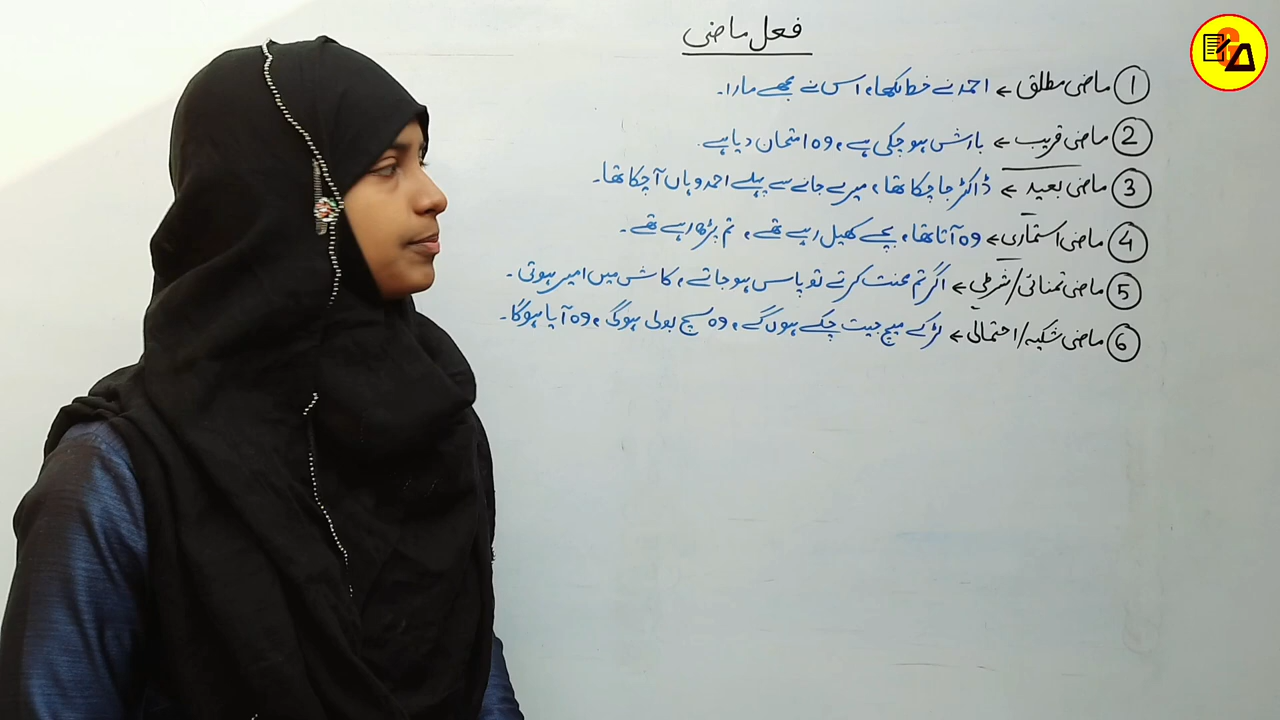 فعل ماضی
① ماضی مطلق ← احمد نے خط لکھا، اس نے مجھے مارا۔
② ماضی قریب ← بارش ہو چکی ہے، وہ امتحان دیا ہے
③ ماضی بعید ← ڈاکٹر جا چکا تھا، میرے جانے سے پہلے احمد وہاں آ چکا تھا۔
④ ماضی استمراری ← وہ آتا تھا، بچے کھیل رہے تھے، تم پڑھ رہے تھے۔
⑤ ماضی تمنائی/شرطی ← اگر تم محنت کرتے تو پاس ہو جاتے، کاش میں امیر ہوتی۔
⑥ ماضی شکیہ/احتمالی ← لڑکے میچ جیت چکے ہوں گے، وہ سچ بولی ہوگی، وہ آیا ہوگا۔